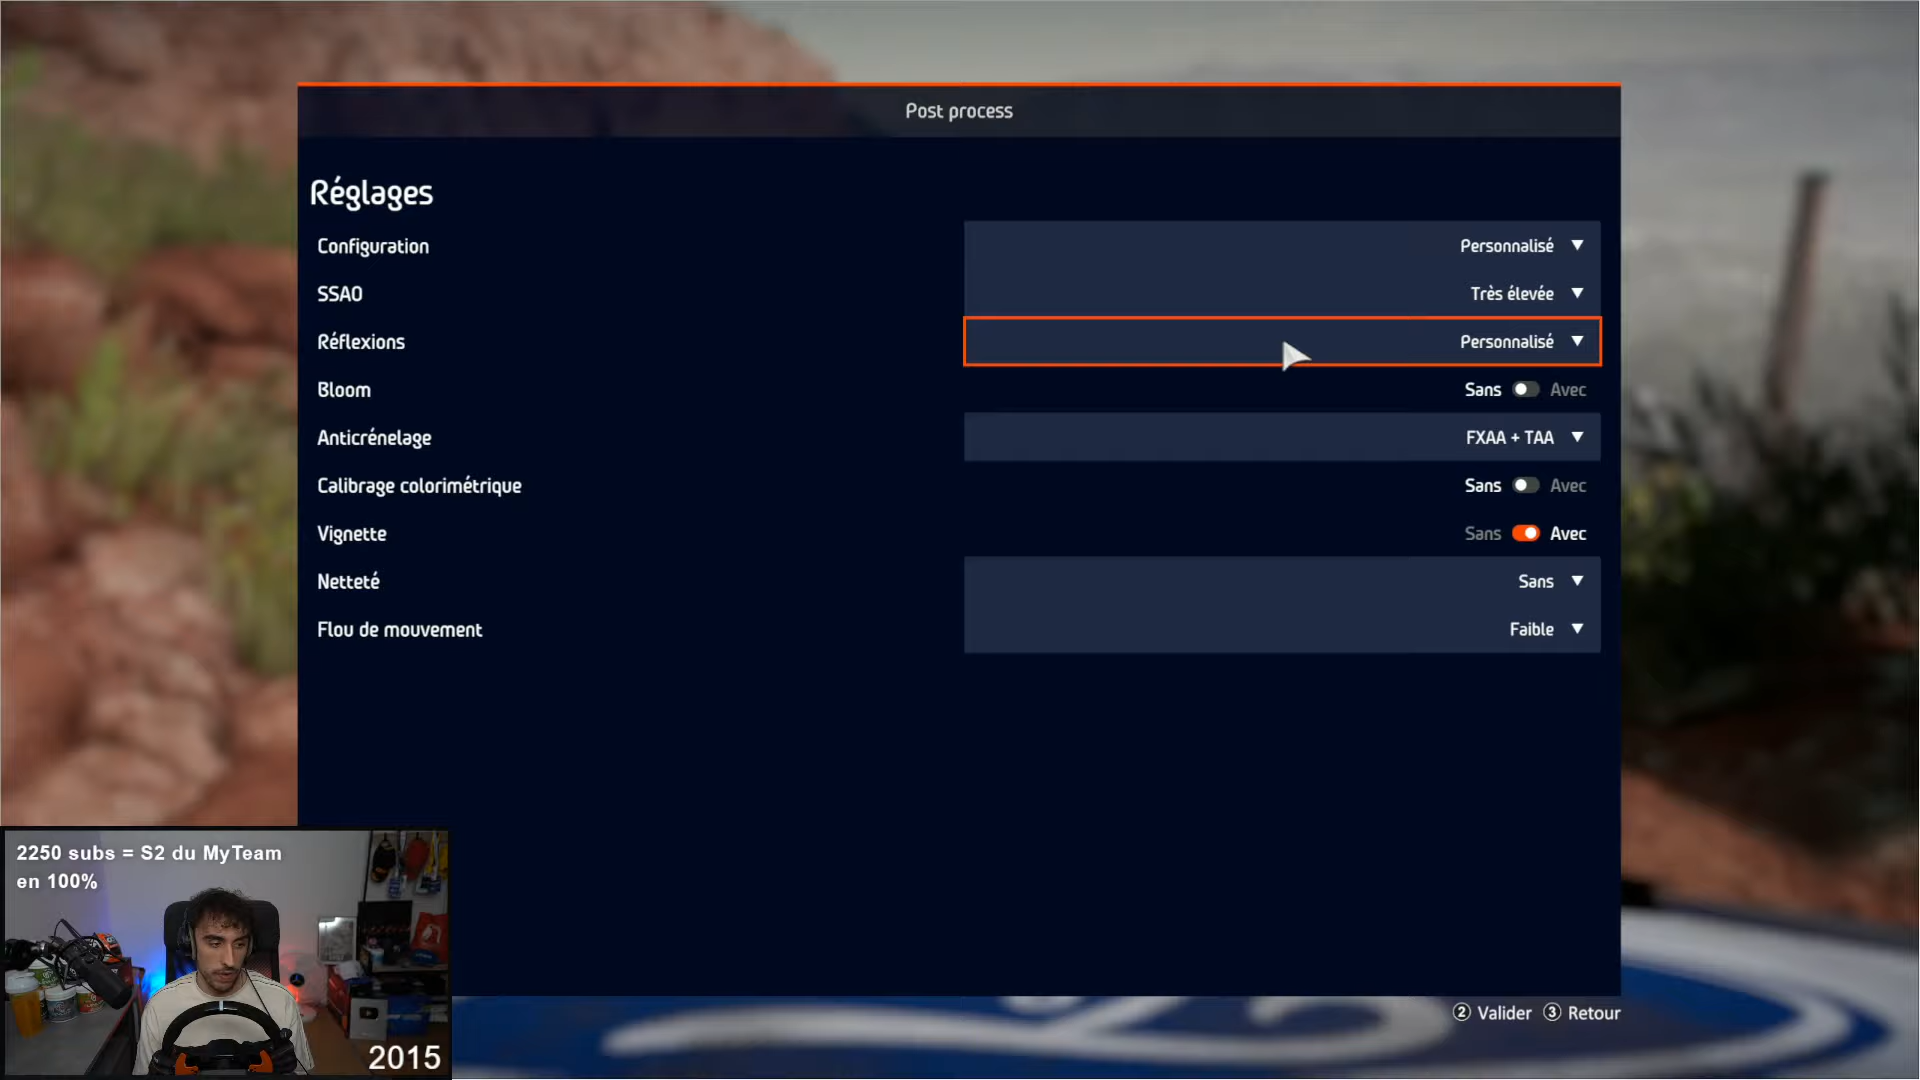 Post process
Réglages
Configuration Personnalisé
SSAO Très élevée
Réflexions Personnalisé
Bloom Sans Avec
Anticrénelage FXAA + TAA
Calibrage colorimétrique Sans Avec
Vignette Sans Avec
Netteté Sans
Flou de mouvement Faible
2250 subs = S2 du MyTeam
en 100%
2015
2 Valider 3 Retour